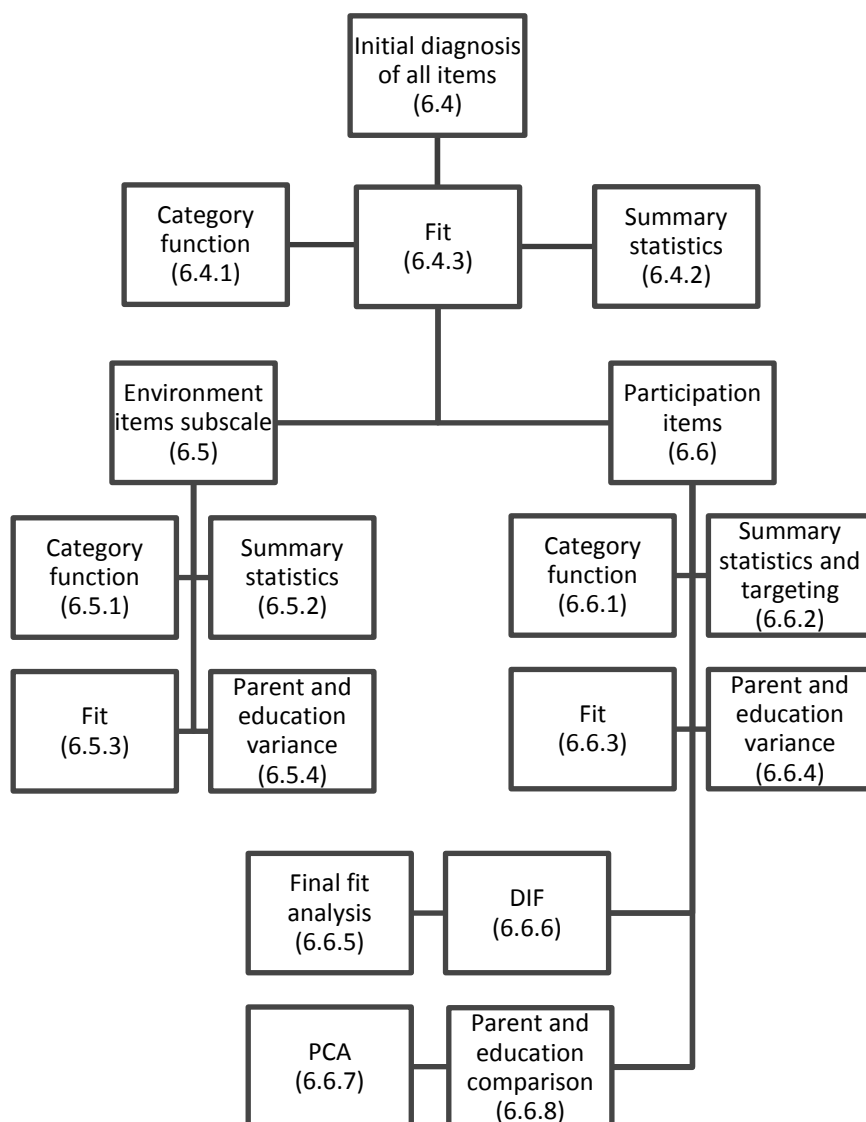 Initial diagnosis
of all items
(6.4)
Category
function
(6.4.1)
Fit
(6.4.3)
Summary
statistics
(6.4.2)
Environment
items subscale
(6.5)
Participation
items
(6.6)
Category
function
(6.5.1)
Summary
statistics
(6.5.2)
Category
function
(6.6.1)
Summary
statistics and
targeting
(6.6.2)
Fit
(6.5.3)
Parent and
education
variance
(6.5.4)
Fit
(6.6.3)
Parent and
education
variance
(6.6.4)
Final fit
analysis
(6.6.5)
DIF
(6.6.6)
PCA
(6.6.7)
Parent and
education
comparison
(6.6.8)